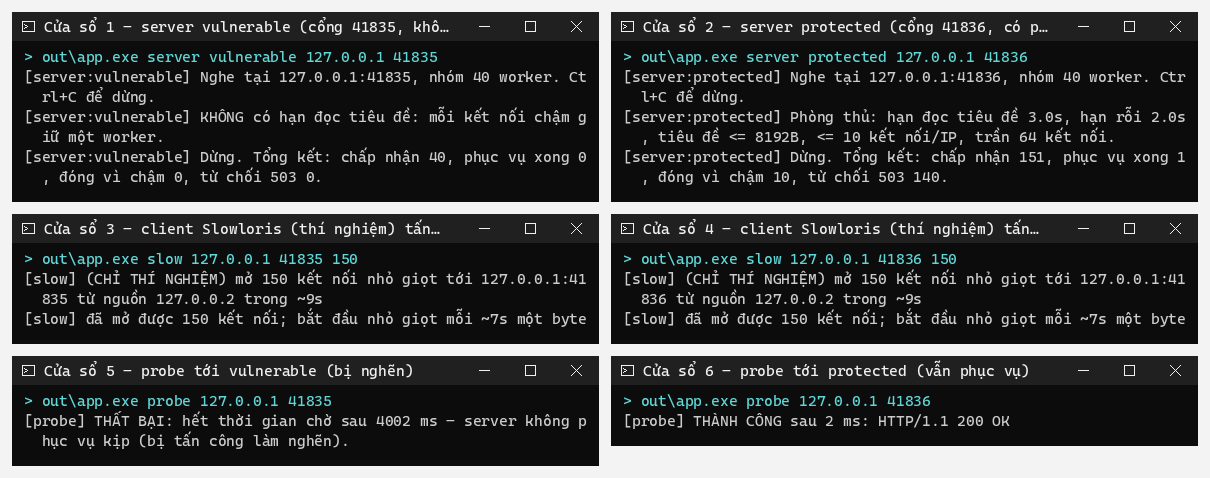 Cửa sổ 1 — server vulnerable (cổng 41835, khô…
> out\app.exe server vulnerable 127.0.0.1 41835
[server:vulnerable] Nghe tại 127.0.0.1:41835, nhóm 40 worker. Ct
rl+C để dừng.
[server:vulnerable] KHÔNG có hạn đọc tiêu đề: mỗi kết nối chậm g
iữ một worker.
[server:vulnerable] Dừng. Tổng kết: chấp nhận 40, phục vụ xong 0
, đóng vì chậm 0, từ chối 503 0.
Cửa sổ 2 — server protected (cổng 41836, có p…
> out\app.exe server protected 127.0.0.1 41836
[server:protected] Nghe tại 127.0.0.1:41836, nhóm 40 worker. Ctr
l+C để dừng.
[server:protected] Phòng thủ: hạn đọc tiêu đề 3.0s, hạn rỗi 2.0s
, tiêu đề <= 8192B, <= 10 kết nối/IP, trần 64 kết nối.
[server:protected] Dừng. Tổng kết: chấp nhận 151, phục vụ xong 1
, đóng vì chậm 10, từ chối 503 140.
Cửa sổ 3 — client Slowloris (thí nghiệm) tấn…
> out\app.exe slow 127.0.0.1 41835 150
[slow] (CHỈ THÍ NGHIỆM) mở 150 kết nối nhỏ giọt tới 127.0.0.1:41
835 từ nguồn 127.0.0.2 trong ~9s
[slow] đã mở được 150 kết nối; bắt đầu nhỏ giọt mỗi ~7s một byte
Cửa sổ 4 — client Slowloris (thí nghiệm) tấn…
> out\app.exe slow 127.0.0.1 41836 150
[slow] (CHỈ THÍ NGHIỆM) mở 150 kết nối nhỏ giọt tới 127.0.0.1:41
836 từ nguồn 127.0.0.2 trong ~9s
[slow] đã mở được 150 kết nối; bắt đầu nhỏ giọt mỗi ~7s một byte
Cửa sổ 5 — probe tới vulnerable (bị nghẽn)
> out\app.exe probe 127.0.0.1 41835
[probe] THẤT BẠI: hết thời gian chờ sau 4002 ms — server không p
hục vụ kịp (bị tấn công làm nghẽn).
Cửa sổ 6 — probe tới protected (vẫn phục vụ)
> out\app.exe probe 127.0.0.1 41836
[probe] THÀNH CÔNG sau 2 ms: HTTP/1.1 200 OK